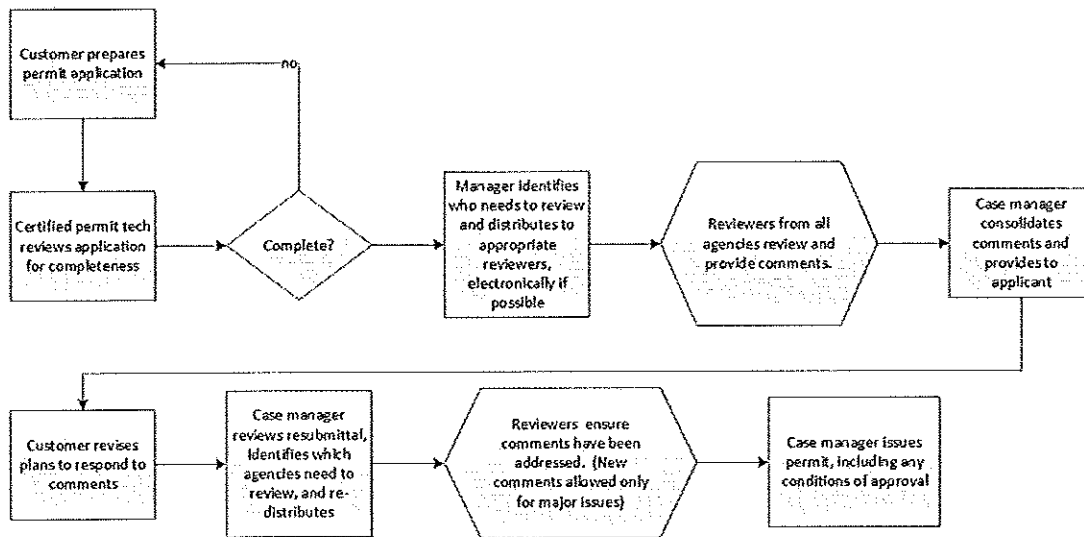 Customer prepares
permit application
no
Certified permit tech
reviews application
for completeness
Complete?
Manager identifies
who needs to review
and distributes to
appropriate
reviewers,
electronically if
possible
Reviewers from all
agencies review and
provide comments.
Case manager
consolidates
comments and
provides to
applicant
Customer revises
plans to respond to
comments
Case manager
reviews resubmittal,
identifies which
agencies need to
review, and re-
distributes
Reviewers ensure
comments have been
addressed. (New
comments allowed only
for major issues)
Case manager issues
permit, including any
conditions of approval